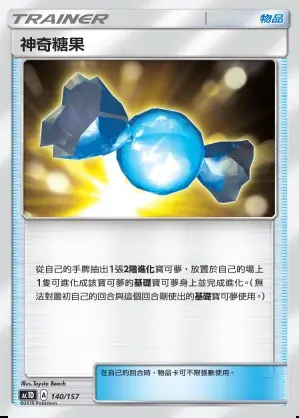 TRAINER 物品
神奇糖果
從自己的手牌抽出1張2階進化寶可夢，放置於自己的場上
1隻可進化成該寶可夢的基礎寶可夢身上並完成進化。(無
法對最初自己的回合與這個回合剛使出的基礎寶可夢使用。)
在自己的回合時，物品卡可不限張數使用。
Illus. Toyste Beach
AC1D A 140/157
©2019 Pokémon